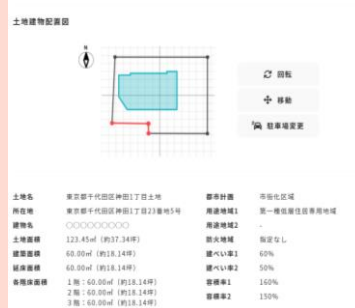 土地建物配置図
N
回転
移動
駐車場変更
土地名 東京都千代田区神田1丁目土地
所在地 東京都千代田区神田1丁目23番地5号
建物名 〇〇〇〇〇〇〇〇〇
土地面積 123.45㎡ (約37.34坪)
建築面積 60.00㎡ (約18.14坪)
延床面積 60.00㎡ (約18.14坪)
各階床面積 1階：60.00㎡ (約18.14坪)
2階：60.00㎡ (約18.14坪)
3階：60.00㎡ (約18.14坪)
都市計画 市街化区域
用途地域1 第一種低層住居専用地域
用途地域2 -
防火地域 指定なし
建ぺい率1 60%
建ぺい率2 50%
容積率1 160%
容積率2 150%